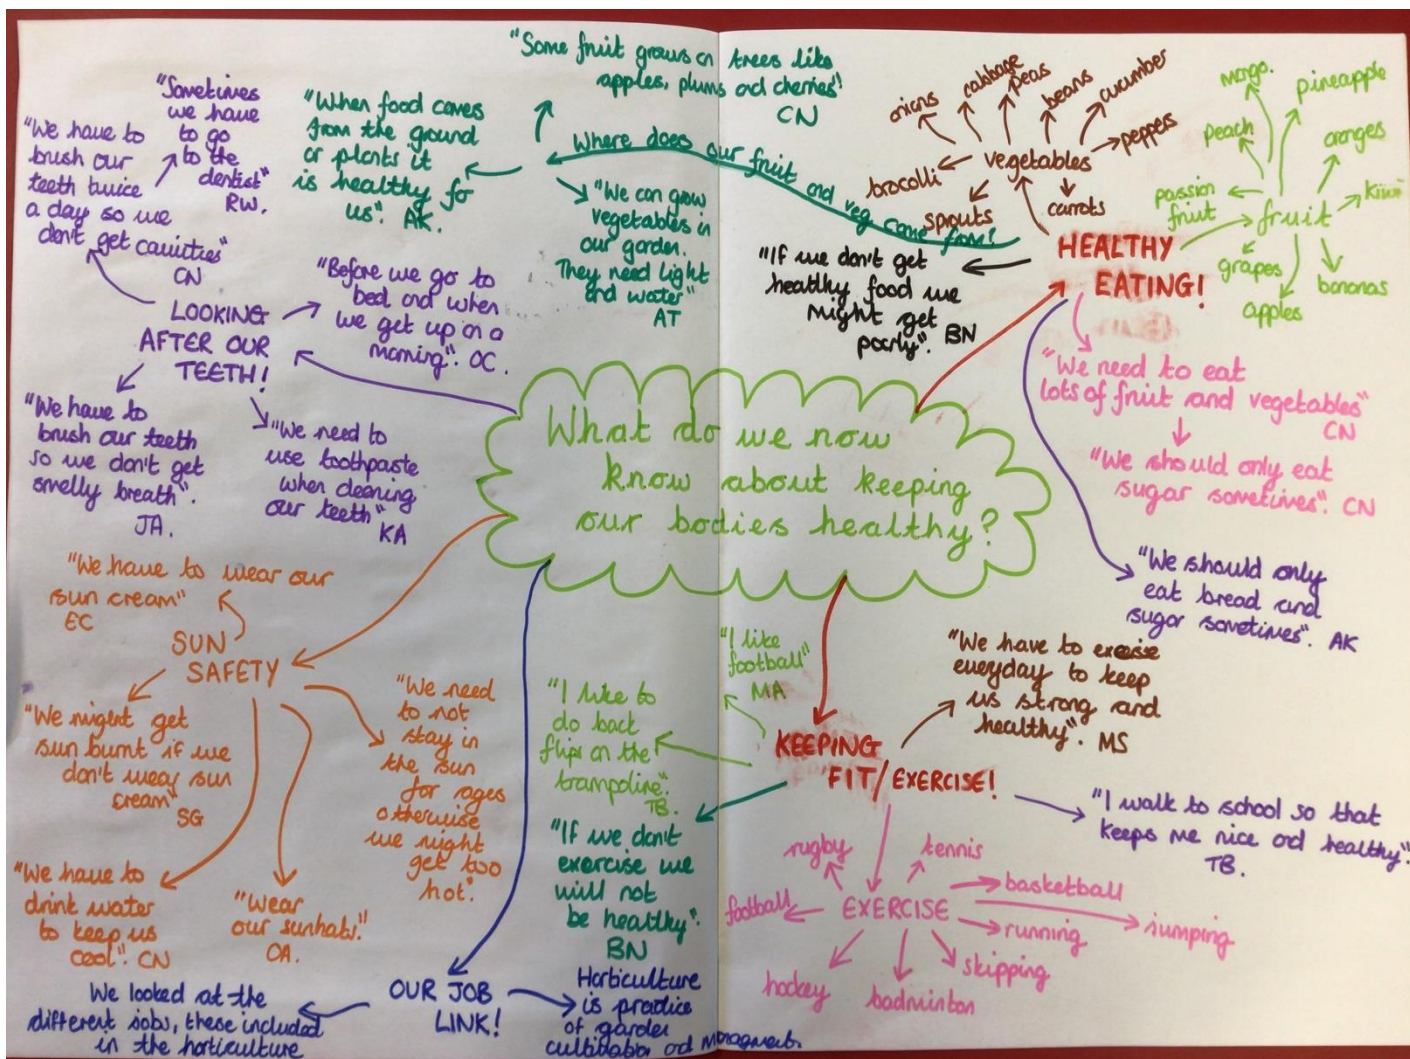 What do we now
know about keeping
our bodies healthy?
HEALTHY
EATING!
vegetables
onions
cabbage
peas
beans
cucumber
peppers
carrots
sprouts
brocolli
fruit
mango.
pineapple
oranges
kiwi
bananas
apples
grapes
passion
fruit
peach
"We need to eat
lots of fruit and vegetables"
CN
"We should only eat
sugar sometimes". CN
"We should only
eat bread and
sugar sometimes". AK
"If we don't get
healthy food we
might get
poorly". BN
Where does our fruit and veg come from?
"Some fruit grows on trees like
apples, plums and cherries"
CN
"When food comes
from the ground
or plants it
is healthy for
us". AK.
"We can grow
vegetables in
our garden.
They need light
and water"
AT
LOOKING
AFTER OUR
TEETH!
"We have to
brush our
teeth twice
a day so we
don't get cavities"
CN
"Sometimes
we have
to go
to the
dentist"
RW.
"Before we go to
bed and when
we get up in a
morning". OC.
"We have to
brush our teeth
so we don't get
smelly breath".
JA.
"We need to
use toothpaste
when cleaning
our teeth"
KA
SUN
SAFETY
"We have to wear our
sun cream"
EC
"We might get
sun burnt if we
don't wear sun
cream"
SG
"We have to
drink water
to keep us
cool". CN
"Wear
our sunhats."
OA.
"We need
to not
stay in
the sun
for ages
otherwise
we might
get too
hot".
OUR JOB
LINK!
We looked at the
different jobs, these included
in the horticulture
Horticulture
is practice
of garden
cultivation and management.
KEEPING
FIT/EXERCISE!
"I like
football"
MA
"I like to
do back
flips on the
trampoline".
TB.
"If we don't
exercise we
will not
be healthy".
BN
"We have to
everyday to keep
us strong and
healthy". MS
"I walk to school so that
keeps me nice and healthy".
TB.
EXERCISE
rugby
tennis
basketball
jumping
running
skipping
badminton
hockey
football